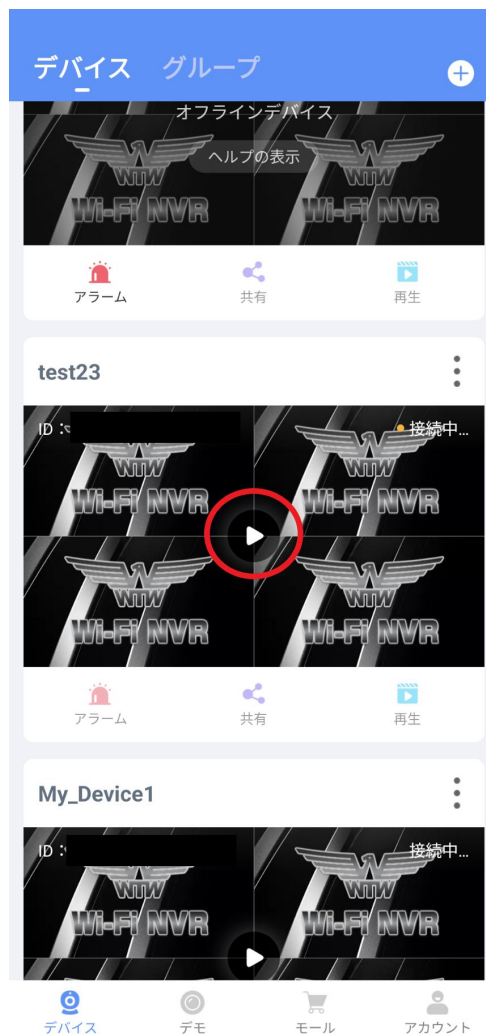 デバイス グループ
オフラインデバイス
ヘルプの表示
WTW WTW
Wi-Fi NVR Wi-Fi NVR
アラーム 共有 再生
test23
ID : 接続中...
WTW WTW
Wi-Fi NVR Wi-Fi NVR
WTW WTW
Wi-Fi NVR Wi-Fi NVR
アラーム 共有 再生
My_Device1
ID : 接続中...
WTW WTW
Wi-Fi NVR Wi-Fi NVR
デバイス デモ モール アカウント